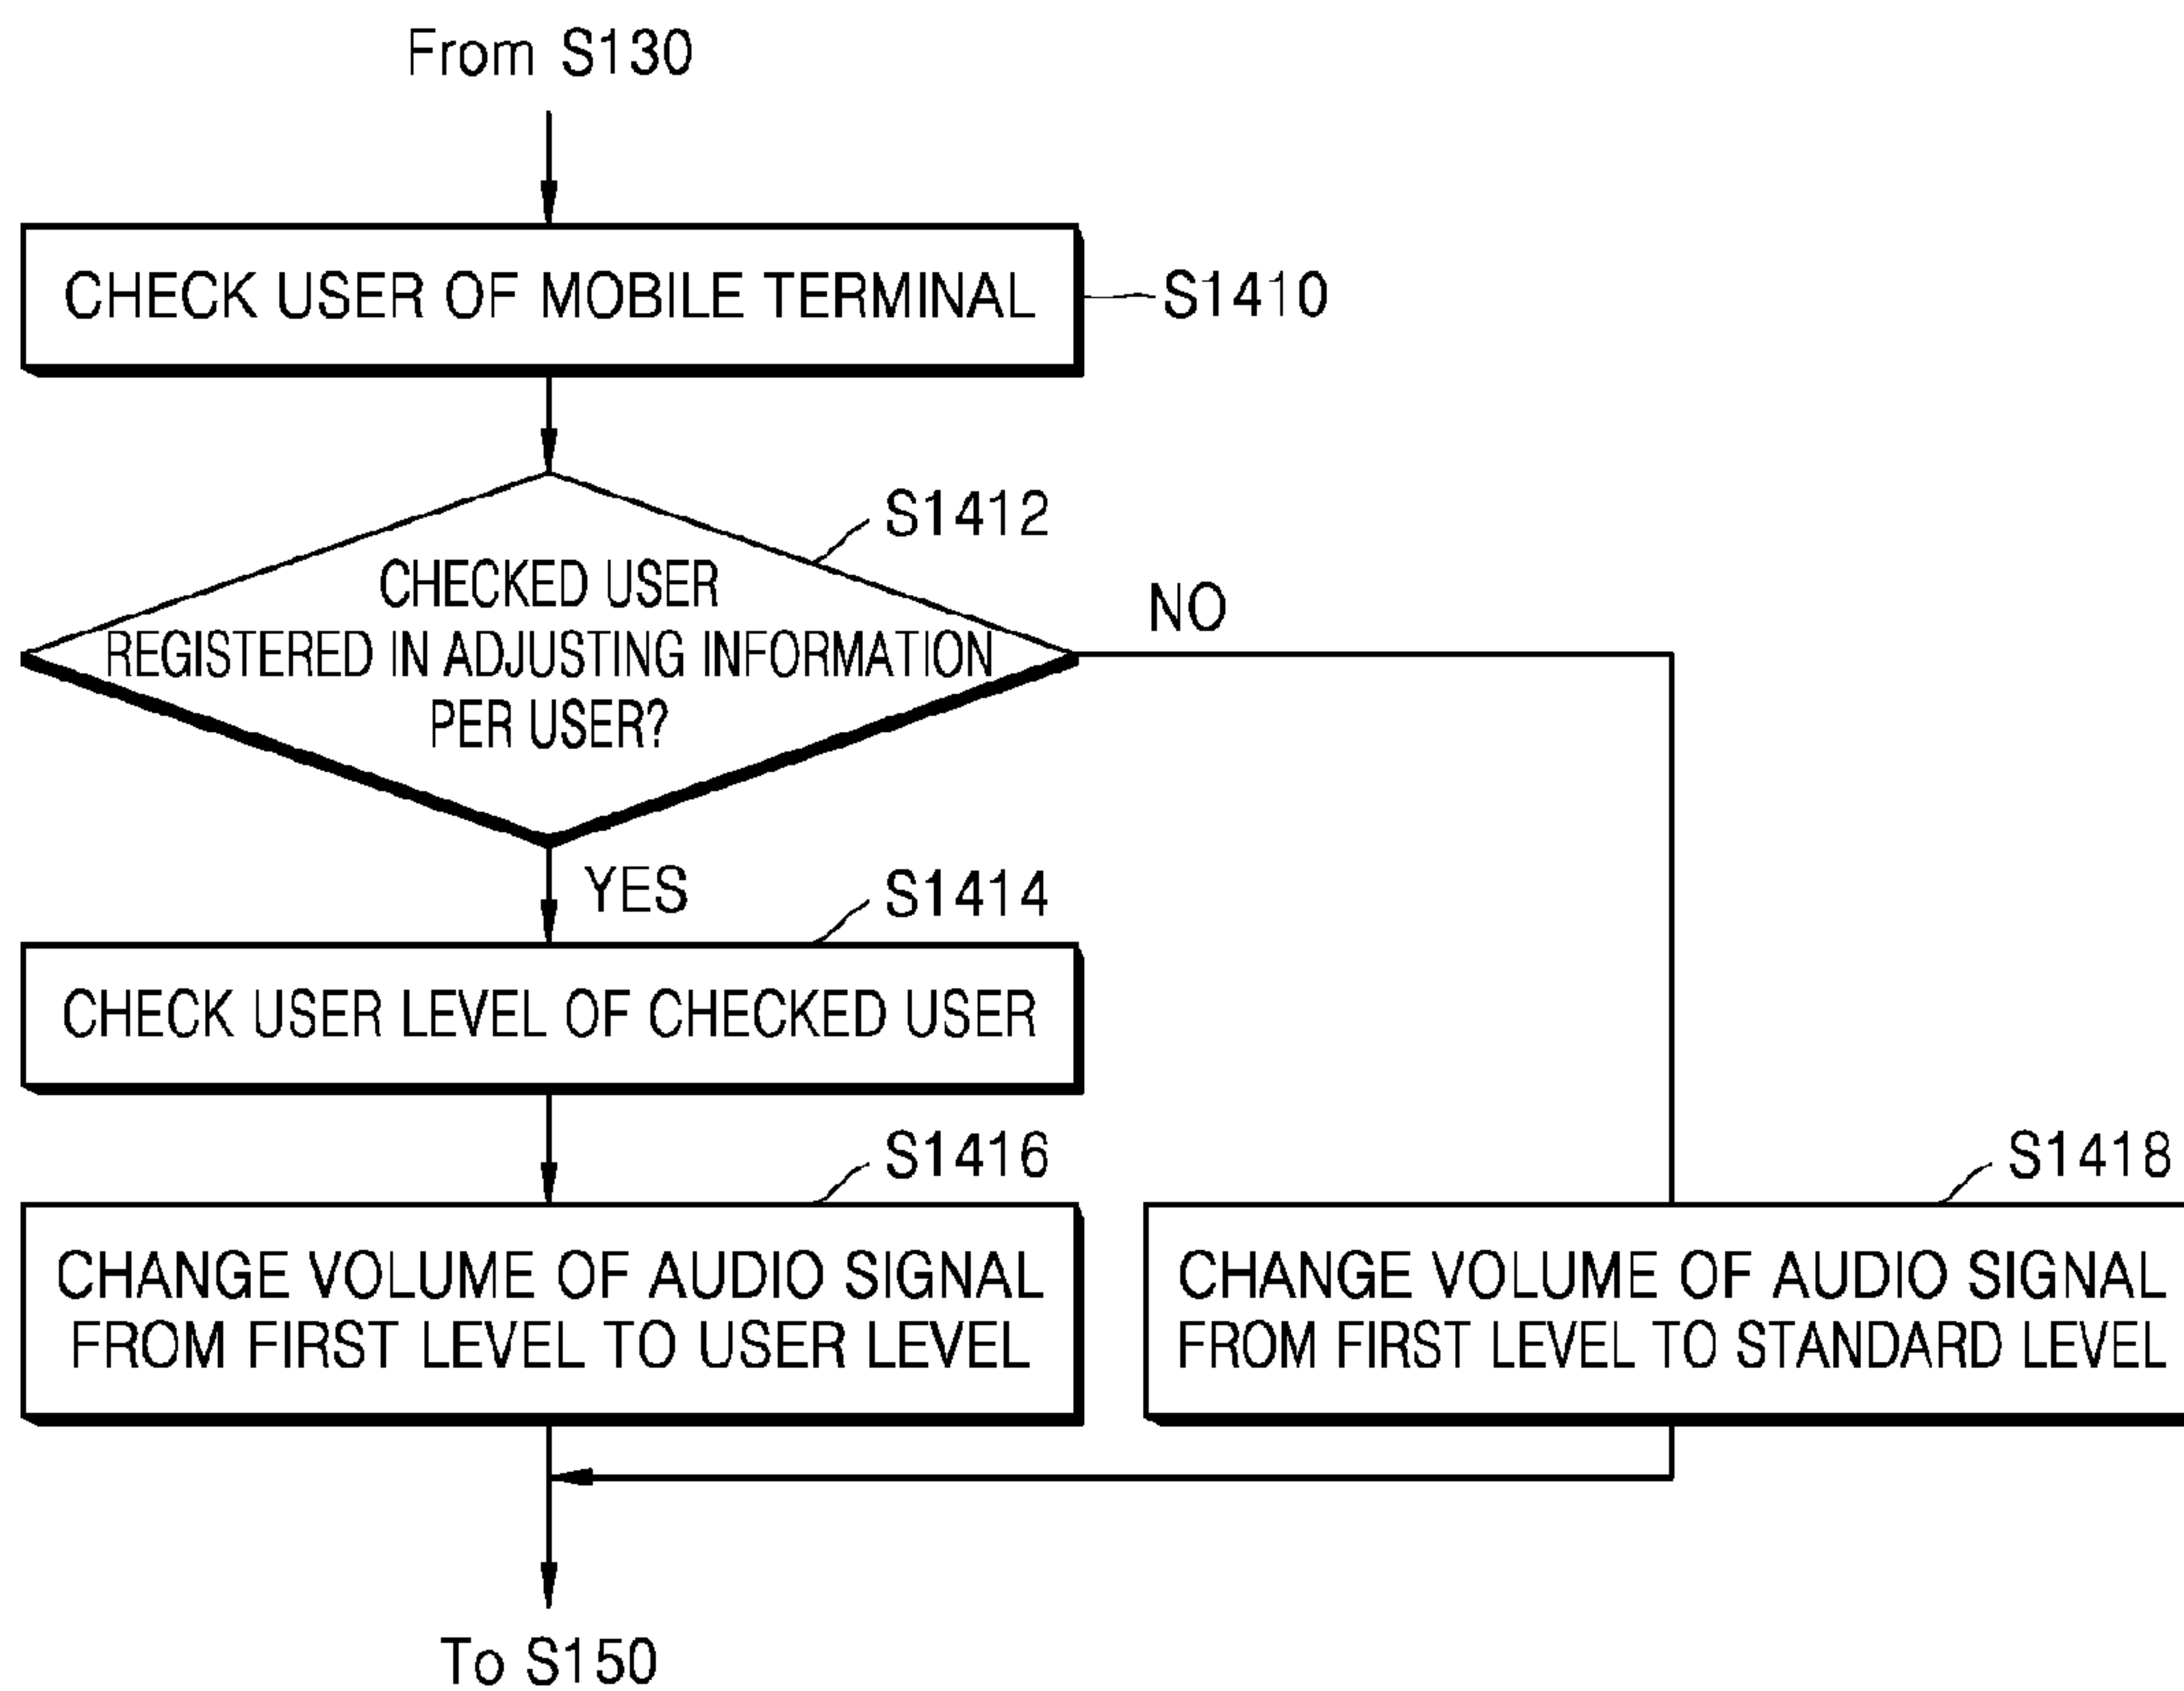 From S130
CHECK USER OF MOBILE TERMINAL
S1410
S1412
CHECKED USER
REGISTERED IN ADJUSTING INFORMATION
PER USER?
NO
YES
S1414
CHECK USER LEVEL OF CHECKED USER
S1416
CHANGE VOLUME OF AUDIO SIGNAL
FROM FIRST LEVEL TO USER LEVEL
S1418
CHANGE VOLUME OF AUDIO SIGNAL
FROM FIRST LEVEL TO STANDARD LEVEL
To S150